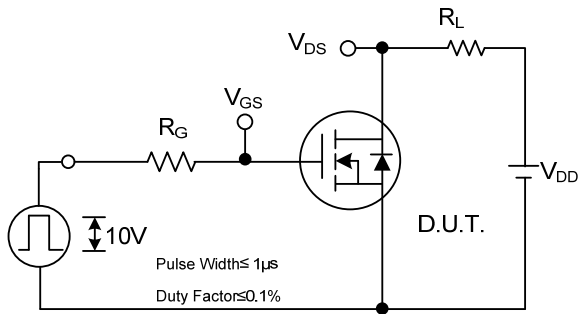 R_L
V_DS
V_GS
R_G
V_DD
D.U.T.
10V
Pulse Width≤ 1μs
Duty Factor≤0.1%